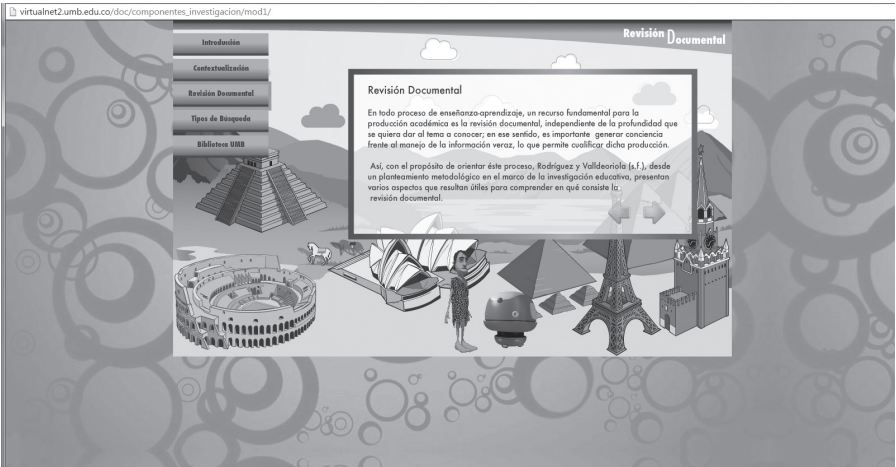 virtualnet2.umb.edu.co/doc/componentes_investigacion/mod1/
Revisión Documental
Introducción
Contextualización
Revisión Documental
Tipos de Búsqueda
Biblioteca UMB
Revisión Documental
En todo proceso de enseñanza-aprendizaje, un recurso fundamental para la
producción académica es la revisión documental, independiente de la profundidad que
se quiera dar al tema a conocer; en ese sentido, es importante generar conciencia
frente al manejo de la información veraz, lo que permite cualificar dicha producción.
Así, con el propósito de orientar éste proceso, Rodríguez y Valldeoriola (s.f.), desde
un planteamiento metodológico en el marco de la investigación educativa, presentan
varios aspectos que resultan útiles para comprender en qué consiste la
revisión documental.